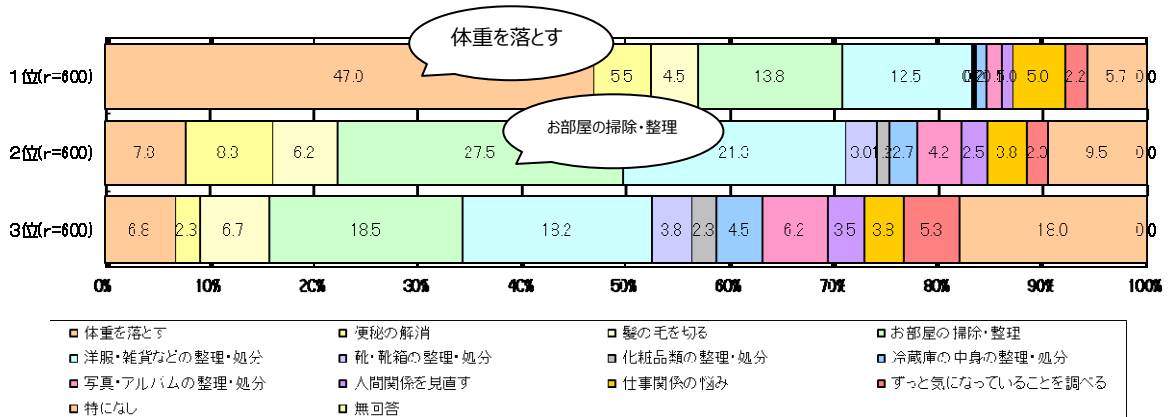 体重を落とす
1位(r=600) 47.0 5.5 4.5 13.8 12.5 5.0 2.2 5.7 0.0
お部屋の掃除・整理
2位(r=600) 8.3 6.2 27.5 21.3 3.0 1.3 2.7 4.2 2.5 3.8 9.5 0.0
3位(r=600) 6.8 2.3 6.7 18.5 18.2 3.8 2.3 4.5 6.2 3.5 3.8 5.3 18.0 0.0
0% 10% 20% 30% 40% 50% 60% 70% 80% 90% 100%
体重を落とす 便秘の解消 髪の毛を切る お部屋の掃除・整理
洋服・雑貨などの整理・処分 靴・靴箱の整理・処分 化粧品類の整理・処分 冷蔵庫の中身の整理・処分
写真・アルバムの整理・処分 人間関係を見直す 仕事関係の悩み ずっと気になっていることを調べる
特になし 無回答